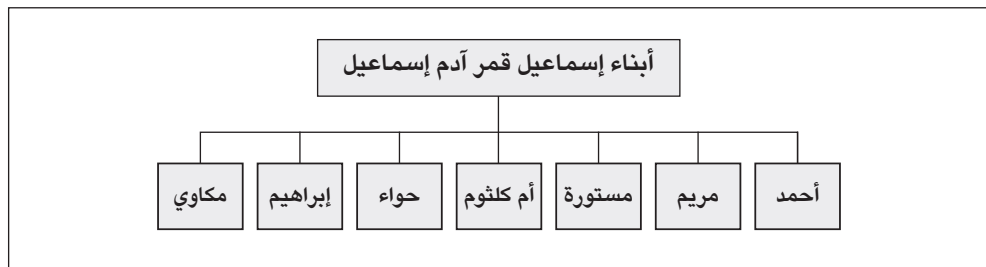 أبناء إسماعيل قمر آدم إسماعيل
أحمد
مريم
مستورة
أم كلثوم
حواء
إبراهيم
مكاوي